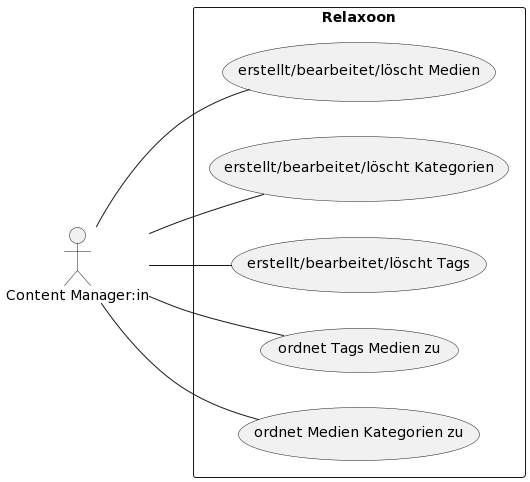 Relaxoon
erstellt/bearbeitet/löscht Medien
erstellt/bearbeitet/löscht Kategorien
erstellt/bearbeitet/löscht Tags
Content Manager:in
ordnet Tags Medien zu
ordnet Medien Kategorien zu